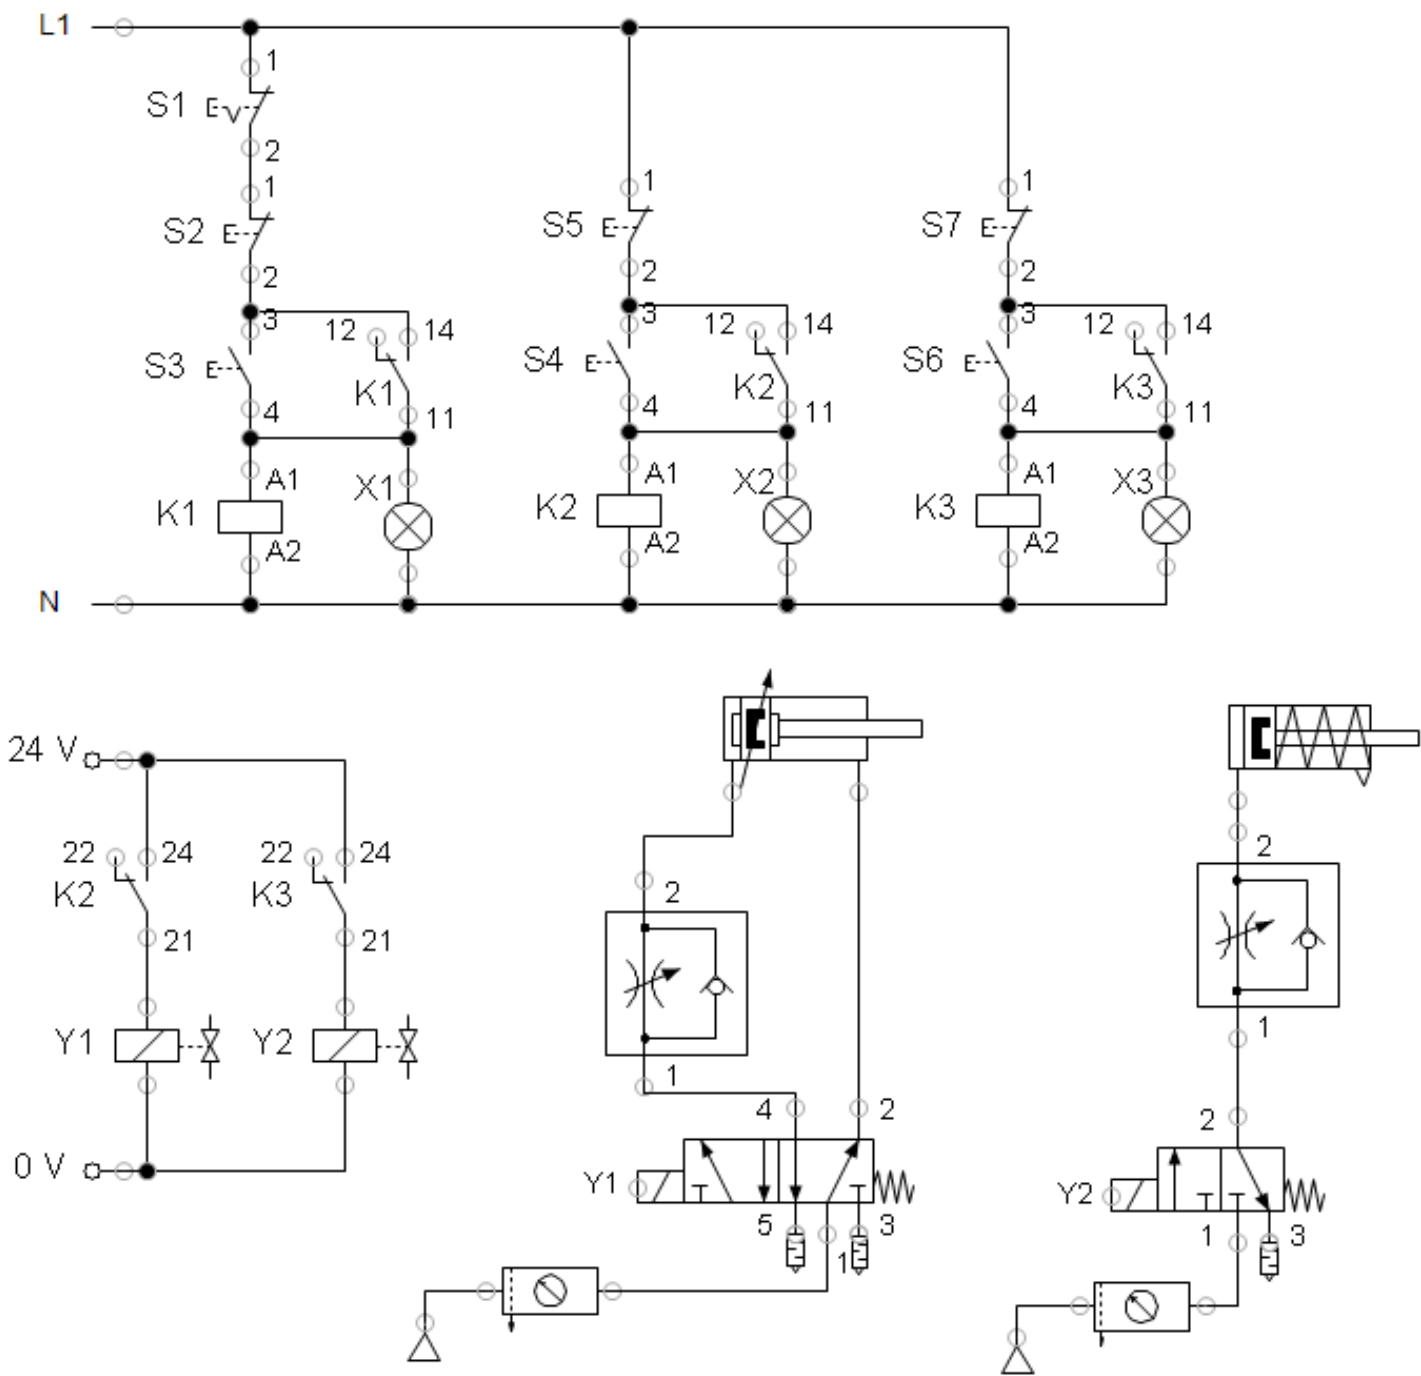 L1
1
S1
2
1
1 1
S2 S5 S7
2 2 2
3 12 14 3 12 14 3 12 14
S3 K1 S4 K2 S6 K3
4 11 4 11 4 11
A1 X1 A1 X2 A1 X3
K1 K2 K3
A2 A2 A2
N
24 V
22 24 22 24
K2 K3
21 21
Y1 Y2
0 V
2
1
4 2
Y1
5 1 3
2
1
2
Y2
1 3